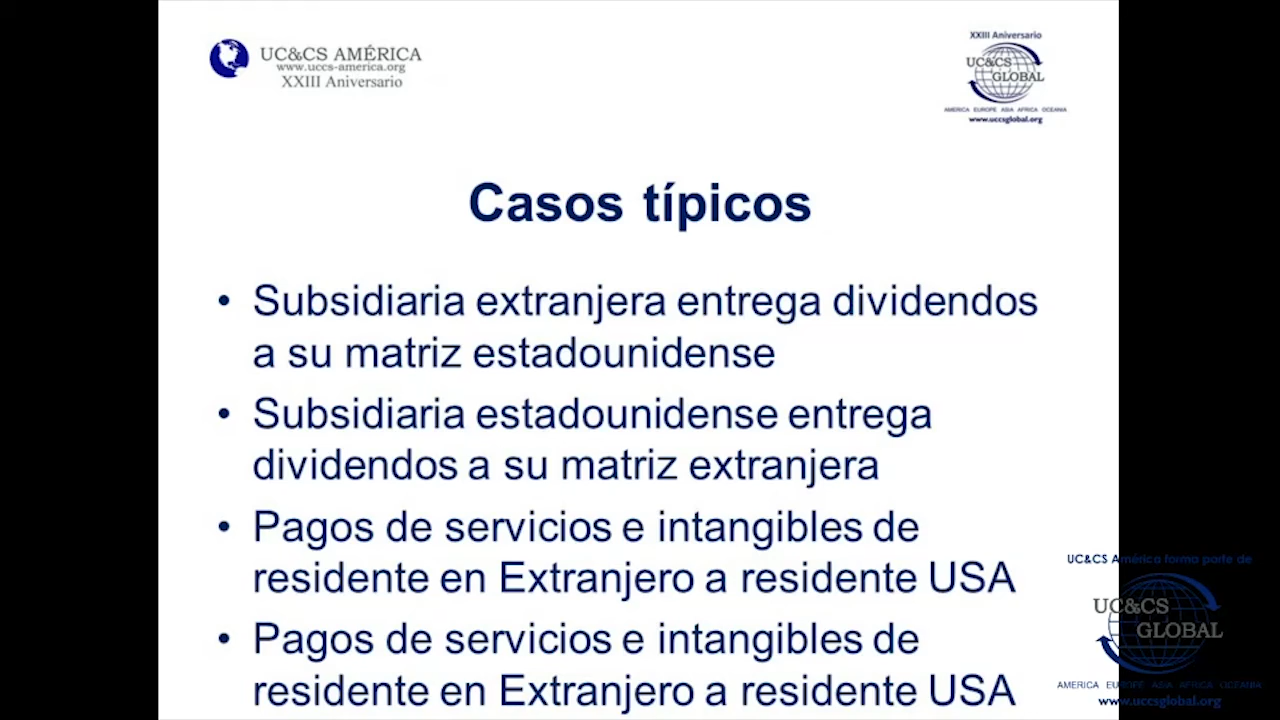 UC&CS AMÉRICA
www.uccs-america.org
XXIII Aniversario
XXIII Aniversario
UC&CS
GLOBAL
AMERICA EUROPE ASIA AFRICA OCEANIA
www.uccsglobal.org
Casos típicos
• Subsidiaria extranjera entrega dividendos
a su matriz estadounidense
• Subsidiaria estadounidense entrega
dividendos a su matriz extranjera
• Pagos de servicios e intangibles de
residente en Extranjero a residente USA
• Pagos de servicios e intangibles de
residente en Extranjero a residente USA
UC&CS América forma parte de
UC&CS
GLOBAL
AMERICA EUROPE ASIA AFRICA OCEANIA
www.uccsglobal.org